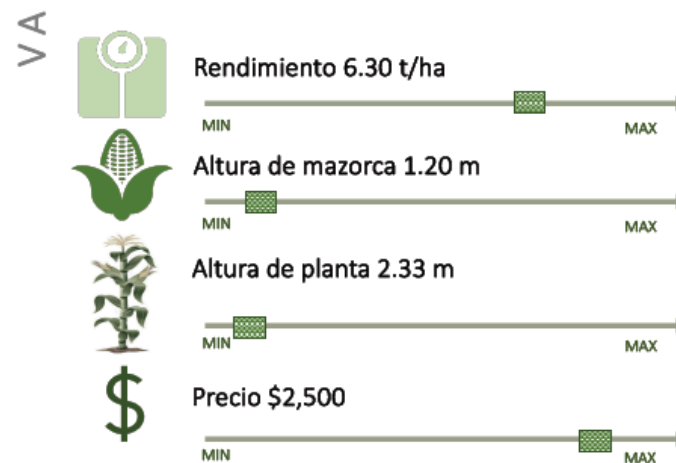 VA
Rendimiento 6.30 t/ha
MIN
MAX
Altura de mazorca 1.20 m
MIN
MAX
Altura de planta 2.33 m
MIN
MAX
$
Precio $2,500
MIN
MAX